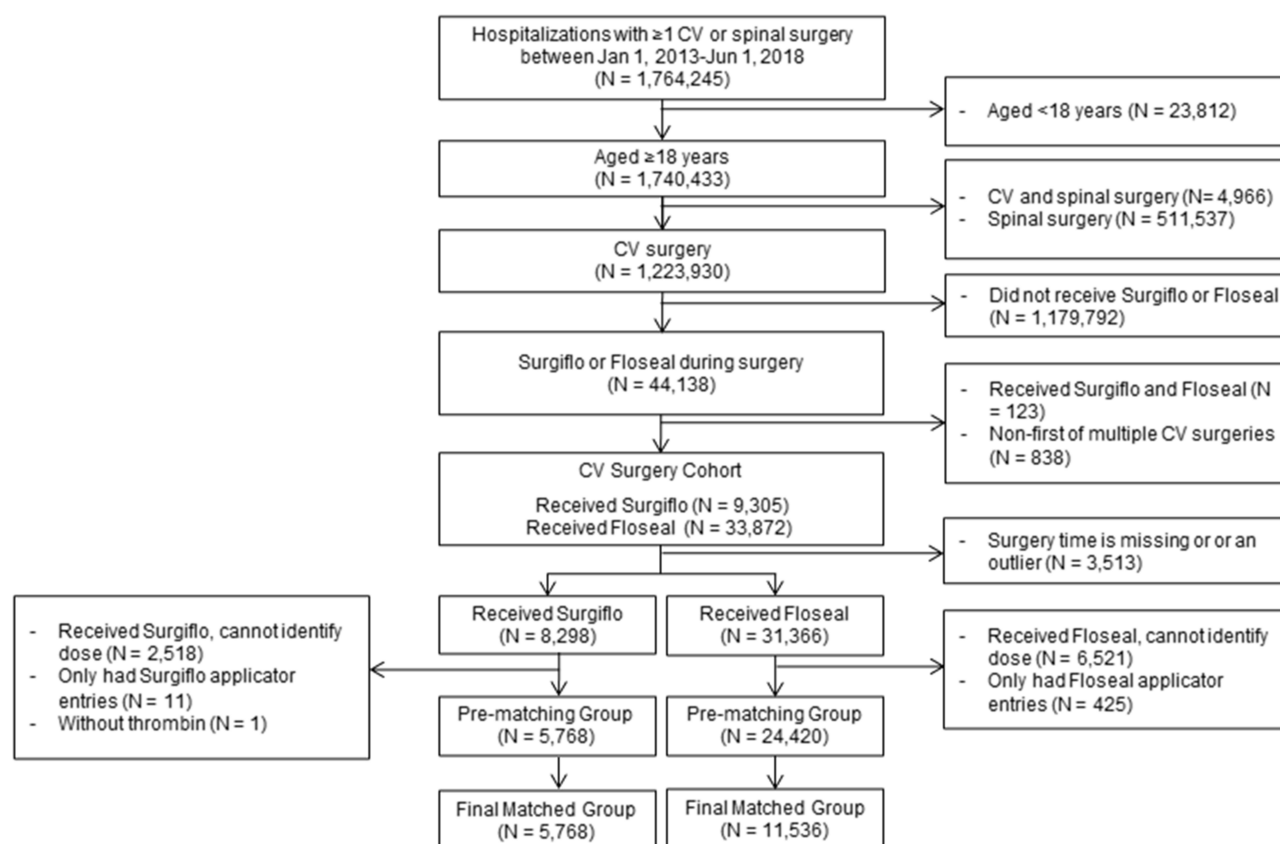 Hospitalizations with ≥1 CV or spinal surgery
between Jan 1, 2013-Jun 1, 2018
(N = 1,764,245)
- Aged <18 years (N = 23,812)
Aged ≥18 years
(N = 1,740,433)
- CV and spinal surgery (N= 4,966)
- Spinal surgery (N = 511,537)
CV surgery
(N = 1,223,930)
- Did not receive Surgiflo or Floseal
(N = 1,179,792)
Surgiflo or Floseal during surgery
(N = 44,138)
- Received Surgiflo and Floseal (N
= 123)
- Non-first of multiple CV surgeries
(N = 838)
CV Surgery Cohort
Received Surgiflo (N = 9,305)
Received Floseal (N = 33,872)
- Surgery time is missing or or an
outlier (N = 3,513)
Received Surgiflo
(N = 8,298)
Received Floseal
(N = 31,366)
- Received Surgiflo, cannot identify
dose (N = 2,518)
- Only had Surgiflo applicator
entries (N = 11)
- Without thrombin (N = 1)
- Received Floseal, cannot identify
dose (N = 6,521)
- Only had Floseal applicator
entries (N = 425)
Pre-matching Group
(N = 5,768)
Pre-matching Group
(N = 24,420)
Final Matched Group
(N = 5,768)
Final Matched Group
(N = 11,536)